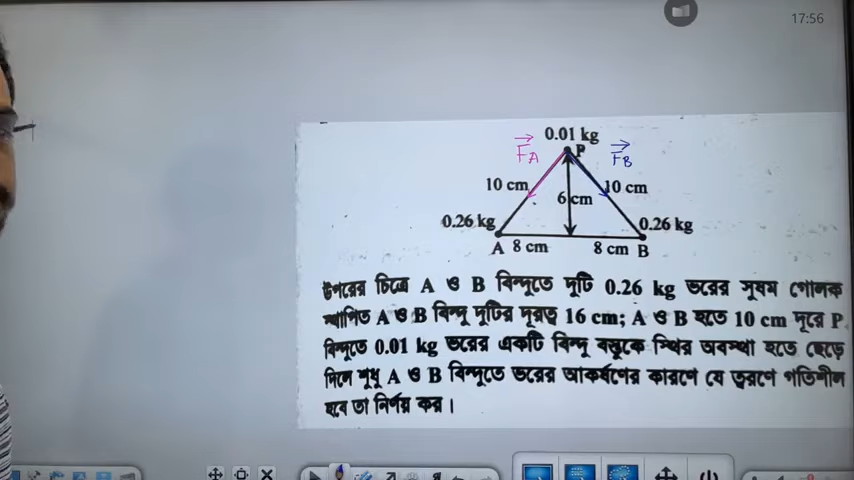 17:56
0.01 kg
F_A P F_B
10 cm 10 cm
6 cm
0.26 kg 0.26 kg
A 8 cm 8 cm B
উপরের চিত্রে A ও B বিন্দুতে দুটি 0.26 kg ভরের সুষম গোলক
স্থাপিত A ও B বিন্দু দুটির দূরত্ব 16 cm; A ও B হতে 10 cm দূরে P
বিন্দুতে 0.01 kg ভরের একটি বিন্দু বস্তুকে স্থির অবস্থা হতে ছেড়ে
দিলে শুধু A ও B বিন্দুতে ভরের আকর্ষণের কারণে যে ত্বরণে গতিশীল
হবে তা নির্ণয় কর।